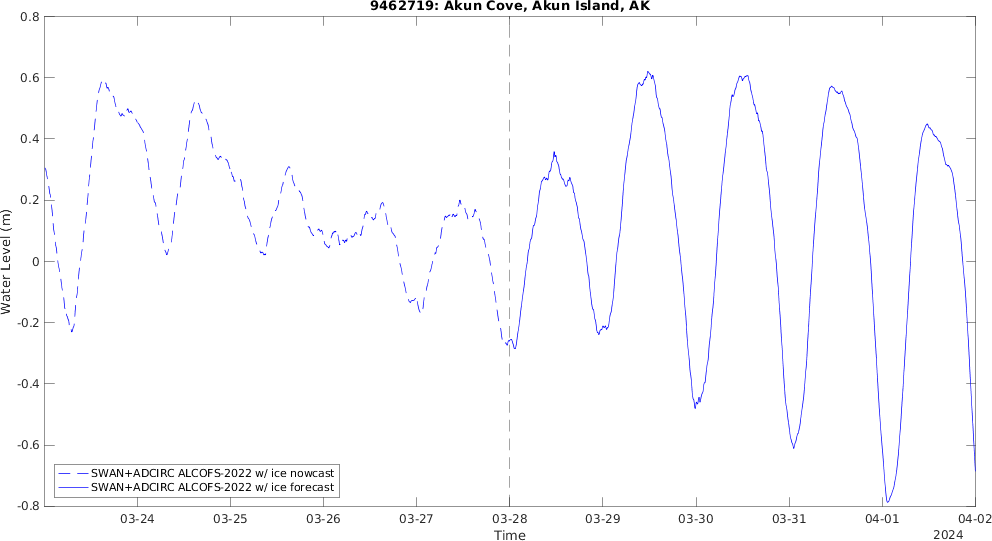 9462719: Akun Cove, Akun Island, AK
0.8
0.6
0.4
0.2
0
-0.2
-0.4
-0.6
-0.8
Water Level (m)
SWAN+ADCIRC ALCOFS-2022 w/ ice nowcast
SWAN+ADCIRC ALCOFS-2022 w/ ice forecast
03-24 03-25 03-26 03-27 03-28 03-29 03-30 03-31 04-01 04-02
Time
2024